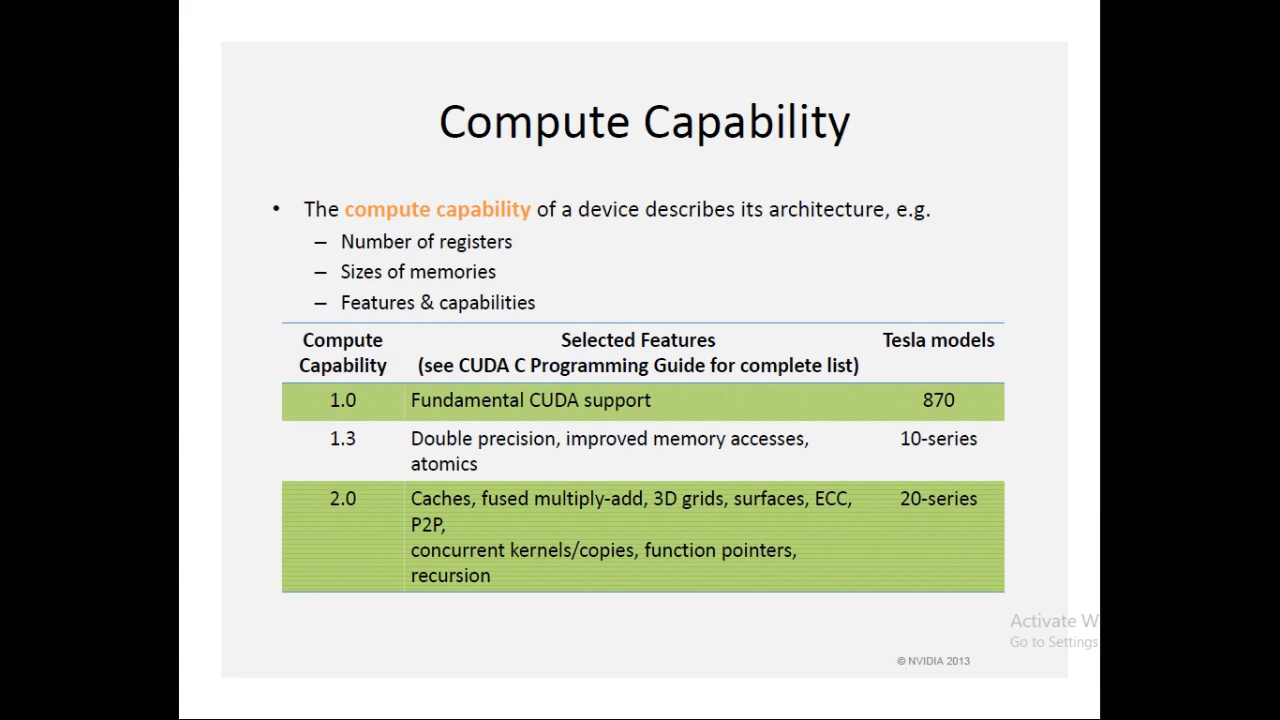 Compute Capability
• The compute capability of a device describes its architecture, e.g.
– Number of registers
– Sizes of memories
– Features & capabilities
Compute Capability
Selected Features
(see CUDA C Programming Guide for complete list)
Tesla models
1.0 Fundamental CUDA support 870
1.3 Double precision, improved memory accesses, 10-series
atomics
2.0 Caches, fused multiply-add, 3D grids, surfaces, ECC, 20-series
P2P,
concurrent kernels/copies, function pointers,
recursion
Activate W
Go to Settings
© NVIDIA 2013